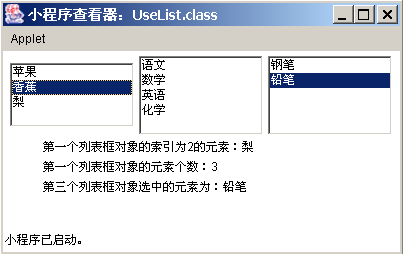 小程序查看器：UseList.class
Applet
苹果
香蕉
梨
语文
数学
英语
化学
钢笔
铅笔
第一个列表框对象的索引为2的元素：梨
第一个列表框对象的元素个数：3
第三个列表框对象选中的元素为：铅笔
小程序已启动。